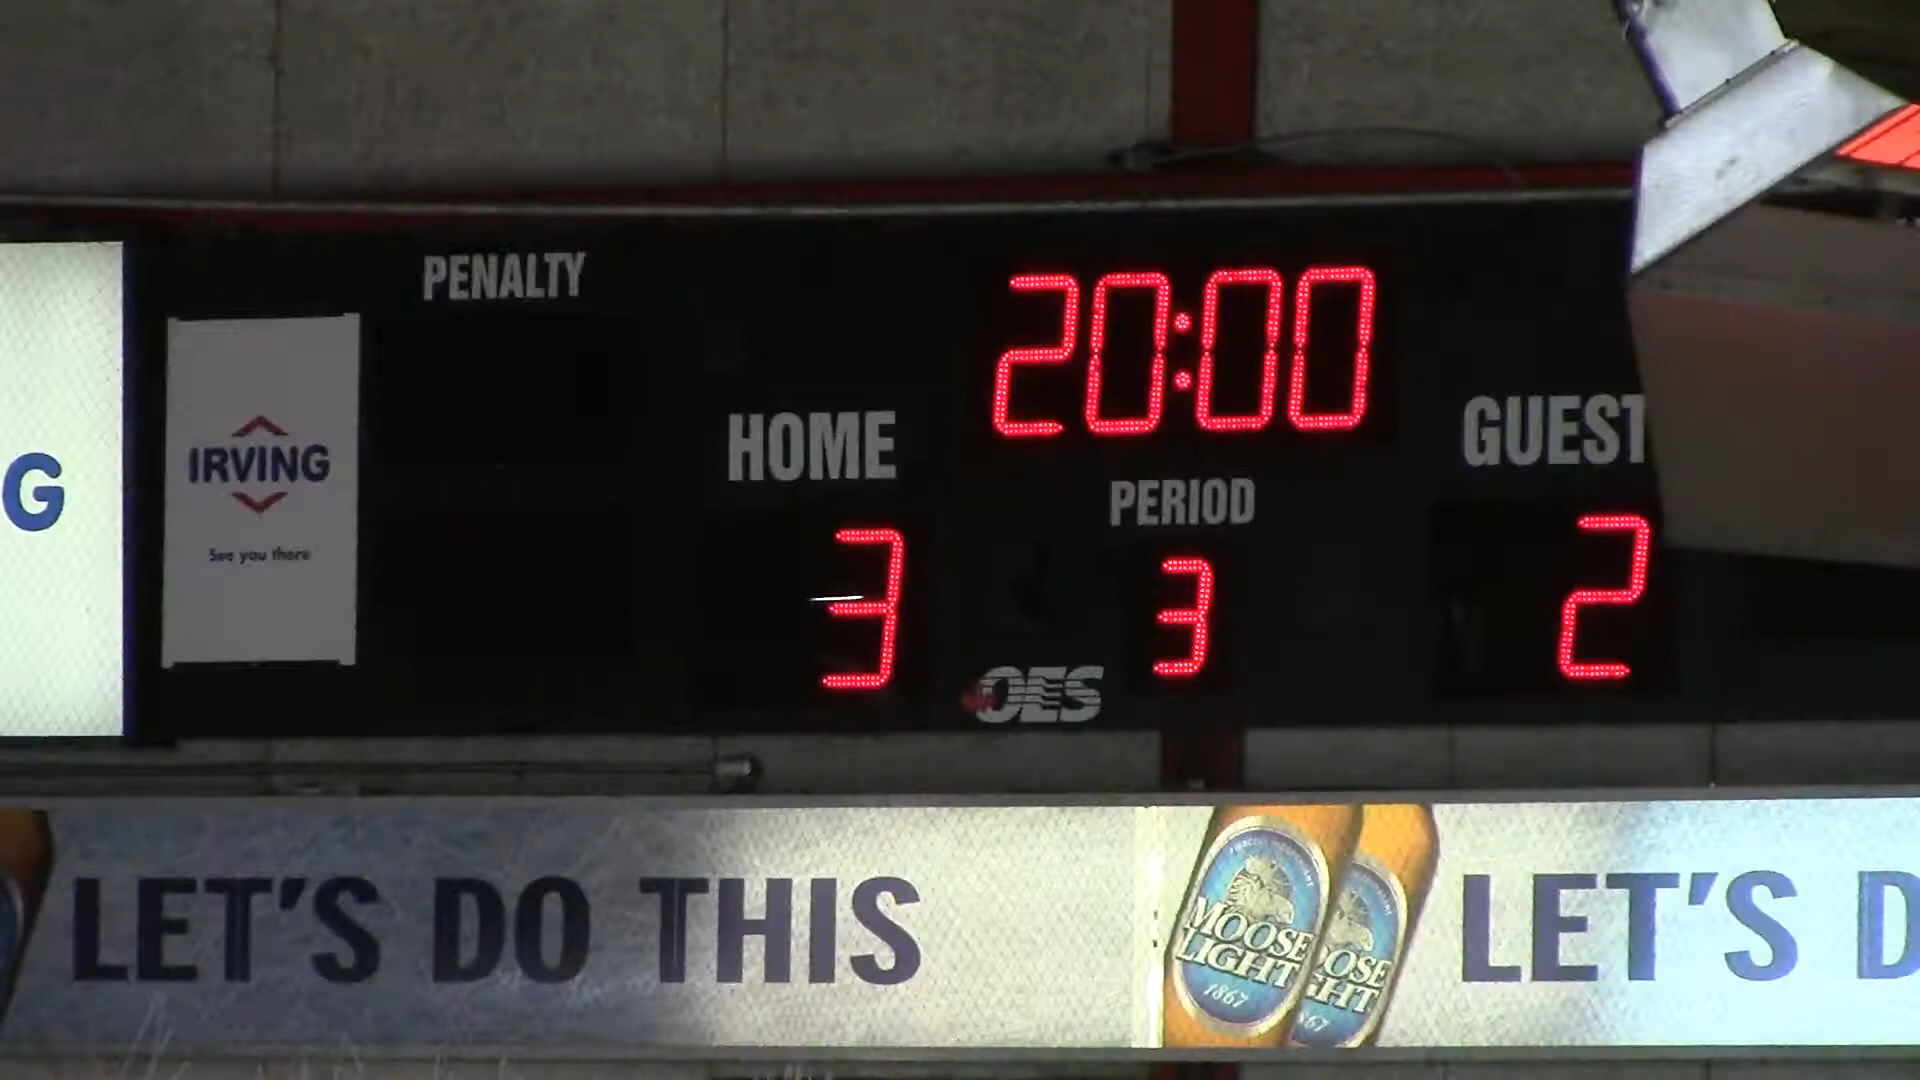 PENALTY
20:00
G
IRVING
See you there
HOME
PERIOD
GUEST
3
3
2
OES
LET'S DO THIS
MOOSE
LIGHT
1867
LET'S D